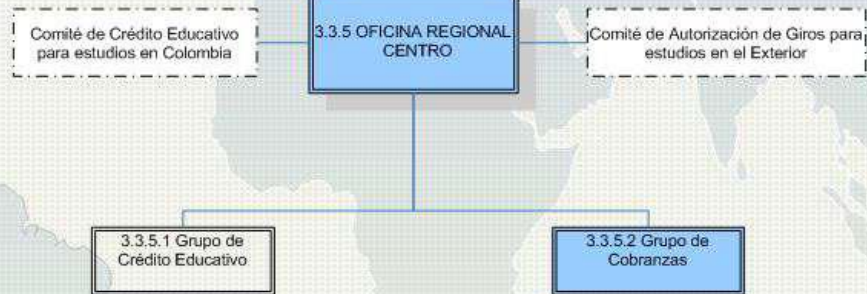 Comité de Crédito Educativo
para estudios en Colombia
3.3.5 OFICINA REGIONAL
CENTRO
Comité de Autorización de Giros para
estudios en el Exterior
3.3.5.1 Grupo de
Crédito Educativo
3.3.5.2 Grupo de
Cobranzas